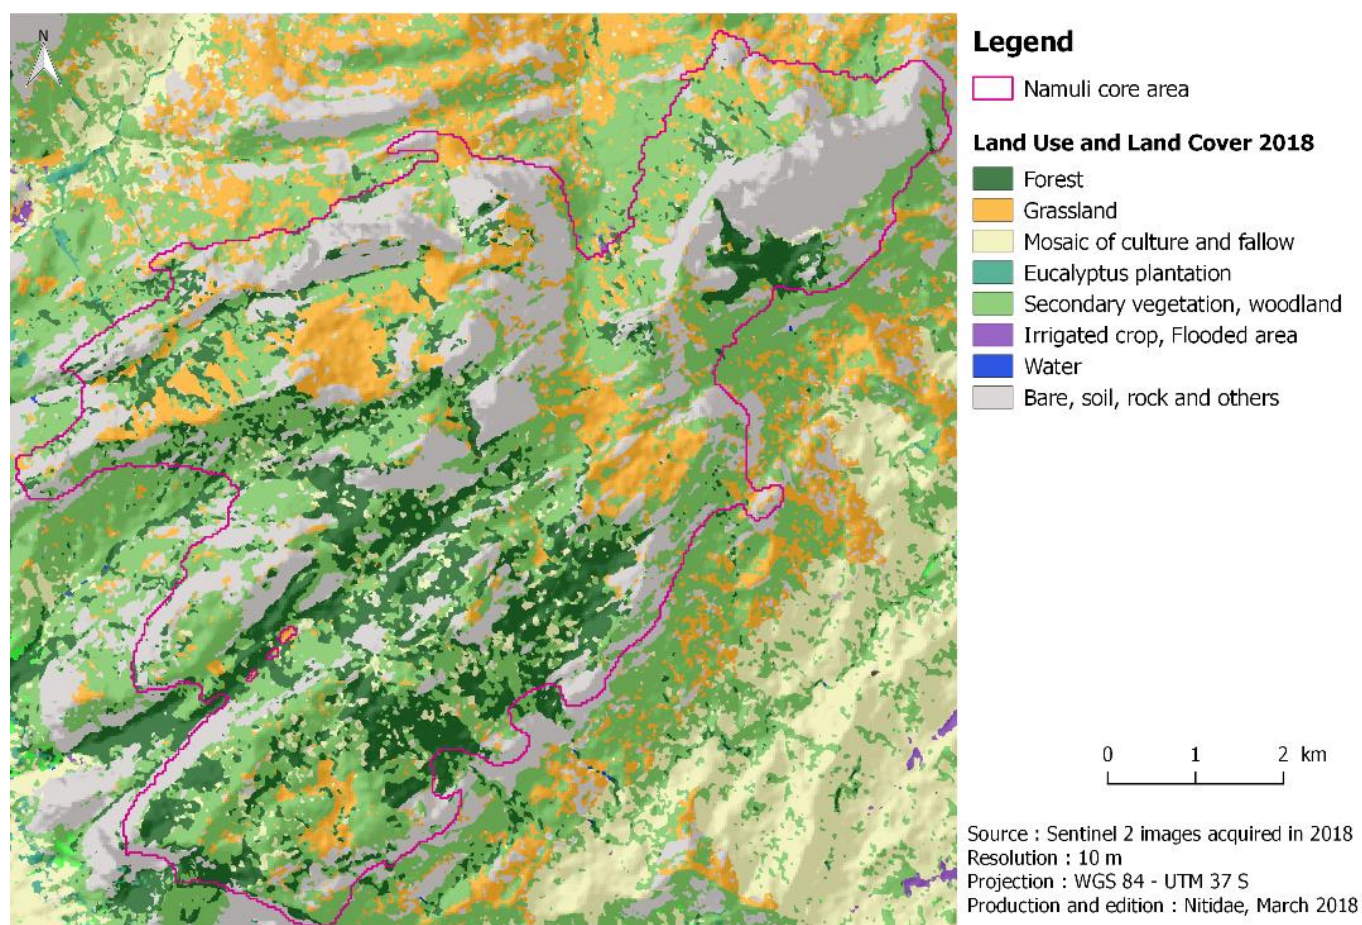 N
Legend
Namuli core area
Land Use and Land Cover 2018
Forest
Grassland
Mosaic of culture and fallow
Eucalyptus plantation
Secondary vegetation, woodland
Irrigated crop, Flooded area
Water
Bare, soil, rock and others
0 1 2 km
Source : Sentinel 2 images acquired in 2018
Resolution : 10 m
Projection : WGS 84 - UTM 37 S
Production and edition : Nitidae, March 2018